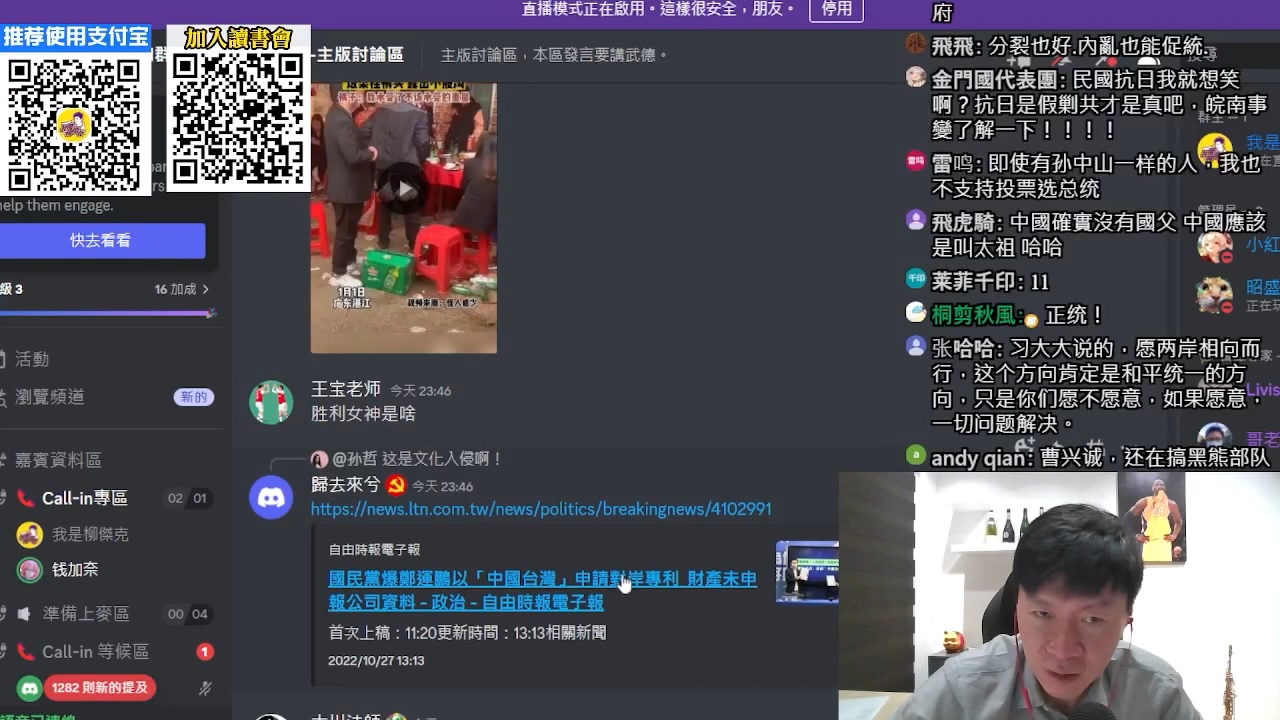 直播模式正在啟用。這樣很安全，朋友。
停用
推荐使用支付宝
加入讀書會
主版討論區
主版討論區，本區發言要講武德。
help them engage.
快去看看
級 3
16 加成
活動
瀏覽頻道
新的
嘉賓資料區
Call-in專區
02
01
我是柳傑克
钱加奈
準備上麥區
00
04
Call-in 等候區
1
1282 則新的提及
1月1日
广东湛江
王宝老师 今天 23:46
胜利女神是啥
@孙哲 这是文化入侵啊！
歸去來兮 今天 23:46
https://news.ltn.com.tw/news/politics/breakingnews/4102991
自由時報電子報
國民黨爆鄭運鵬以「中國台灣」申請對岸專利 財產未申
報公司資料 - 政治 - 自由時報電子報
首次上稿：11:20更新時間：13:13相關新聞
2022/10/27 13:13
府
飛飛: 分裂也好.內亂也能促統.
金門國代表團: 民國抗日我就想笑
啊？抗日是假剿共才是真吧，皖南事
變了解一下！！！！
雷鸣: 即使有孙中山一样的人，我也
不支持投票选总统
飛虎騎: 中國確實沒有國父 中國應該
是叫太祖 哈哈
莱菲千印: 11
桐剪秋風: 正统！
张哈哈: 习大大说的，愿两岸相向而
行，这个方向肯定是和平统一的方
向，只是你们愿不愿意，如果愿意，
一切问题解决。
andy qian: 曹兴诚，还在搞黑熊部队
我是
小紅
昭盛
Livis
哥老